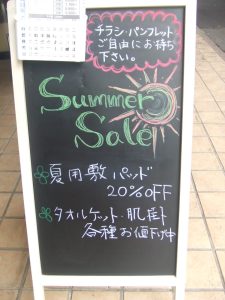 チラシ・パンフレット
ご自由にお持ち
下さい。
Summer
Sale
夏用敷パッド
20%OFF
タオルケット・肌布
各種お値下げ中